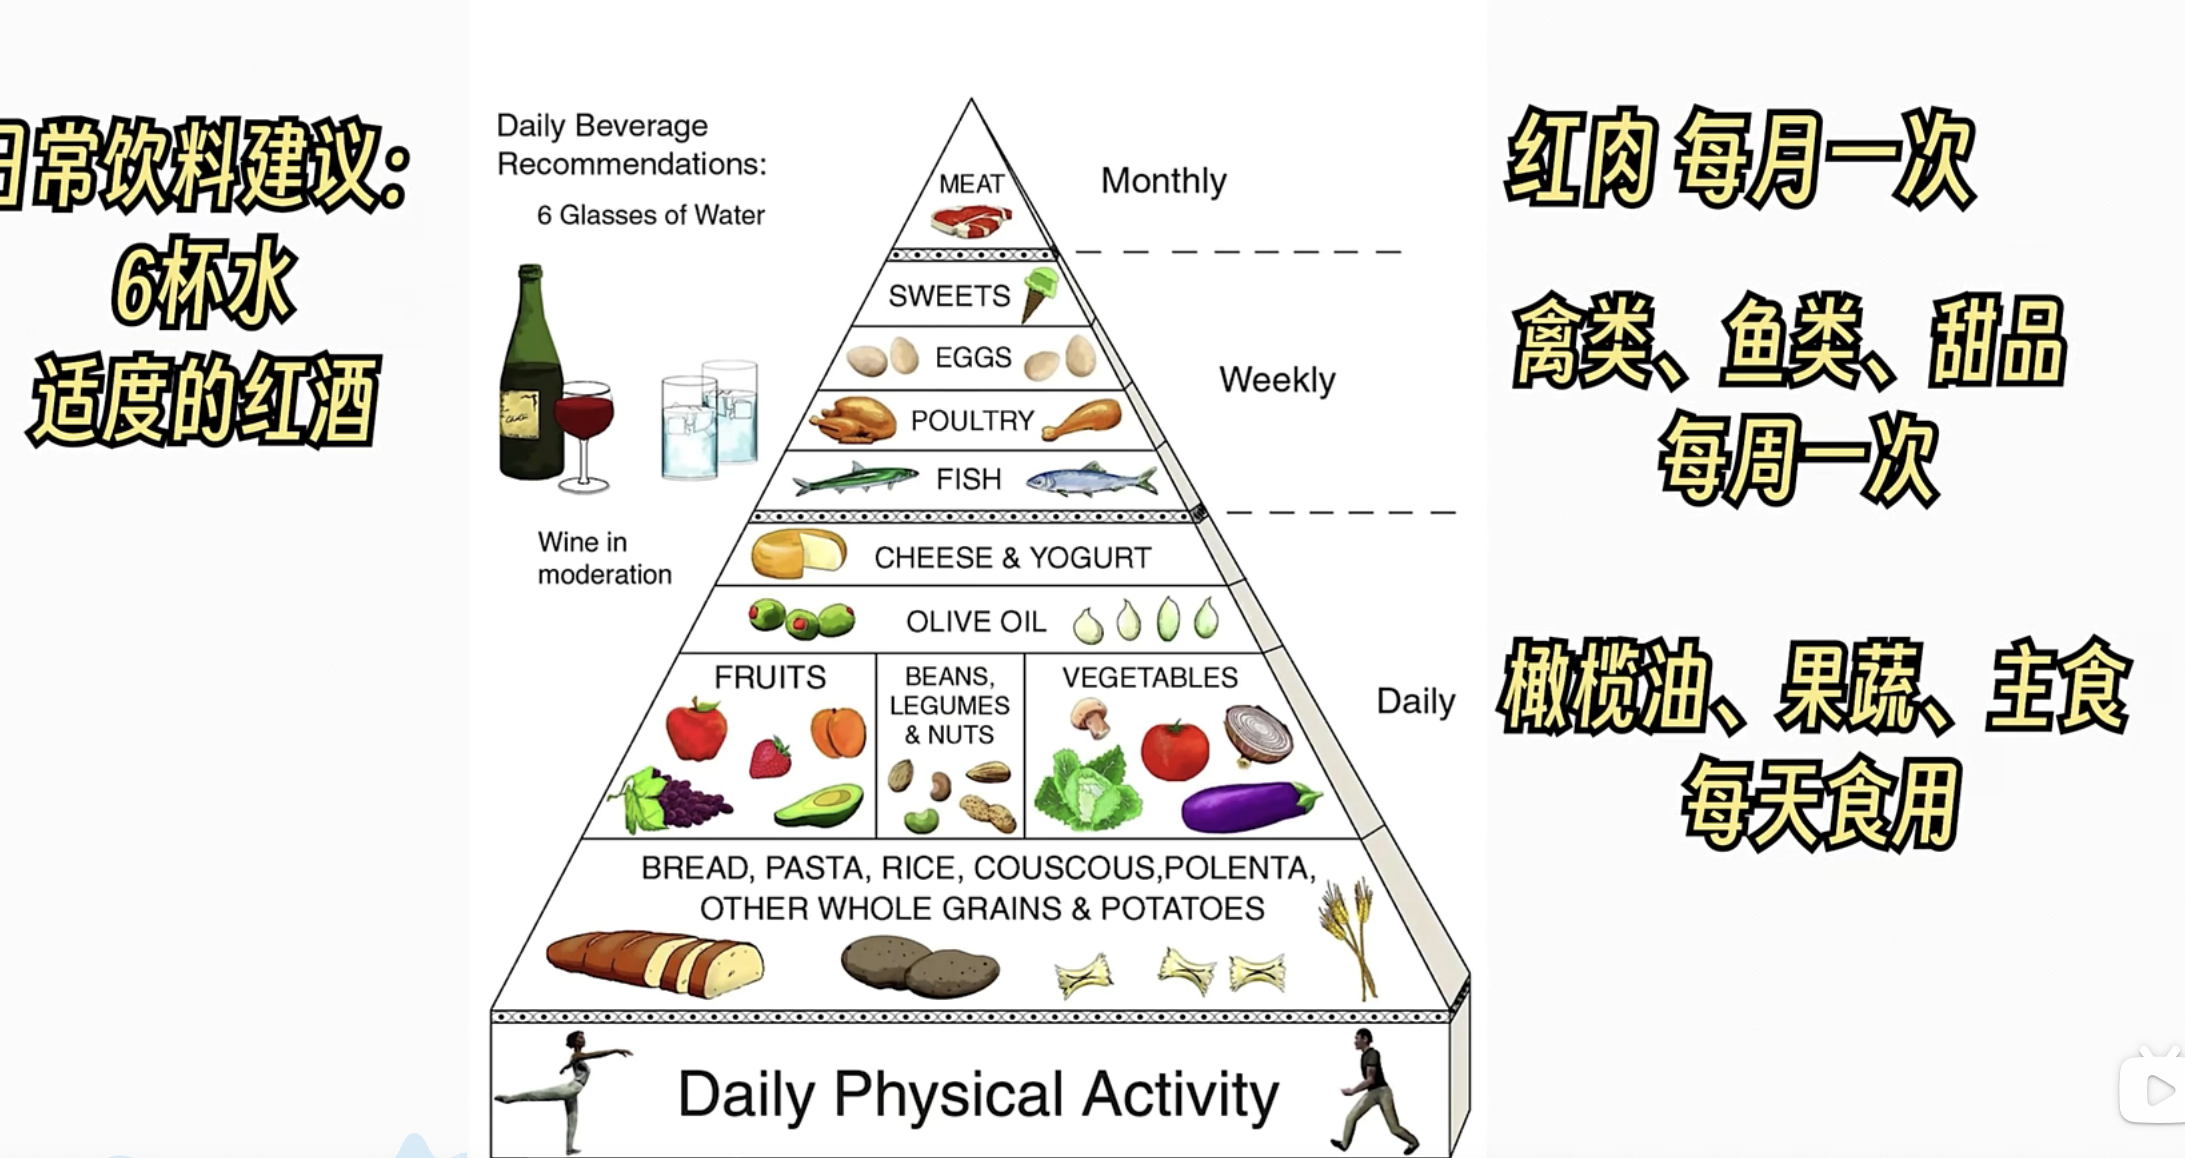 日常饮料建议:
6杯水
适度的红酒
Daily Beverage
Recommendations:
6 Glasses of Water
Wine in
moderation
MEAT
SWEETS
EGGS
POULTRY
FISH
CHEESE & YOGURT
OLIVE OIL
FRUITS
BEANS,
LEGUMES
& NUTS
VEGETABLES
BREAD, PASTA, RICE, COUSCOUS,POLENTA,
OTHER WHOLE GRAINS & POTATOES
Daily Physical Activity
Monthly
Weekly
Daily
红肉 每月一次
禽类、鱼类、甜品
每周一次
橄榄油、果蔬、主食
每天食用